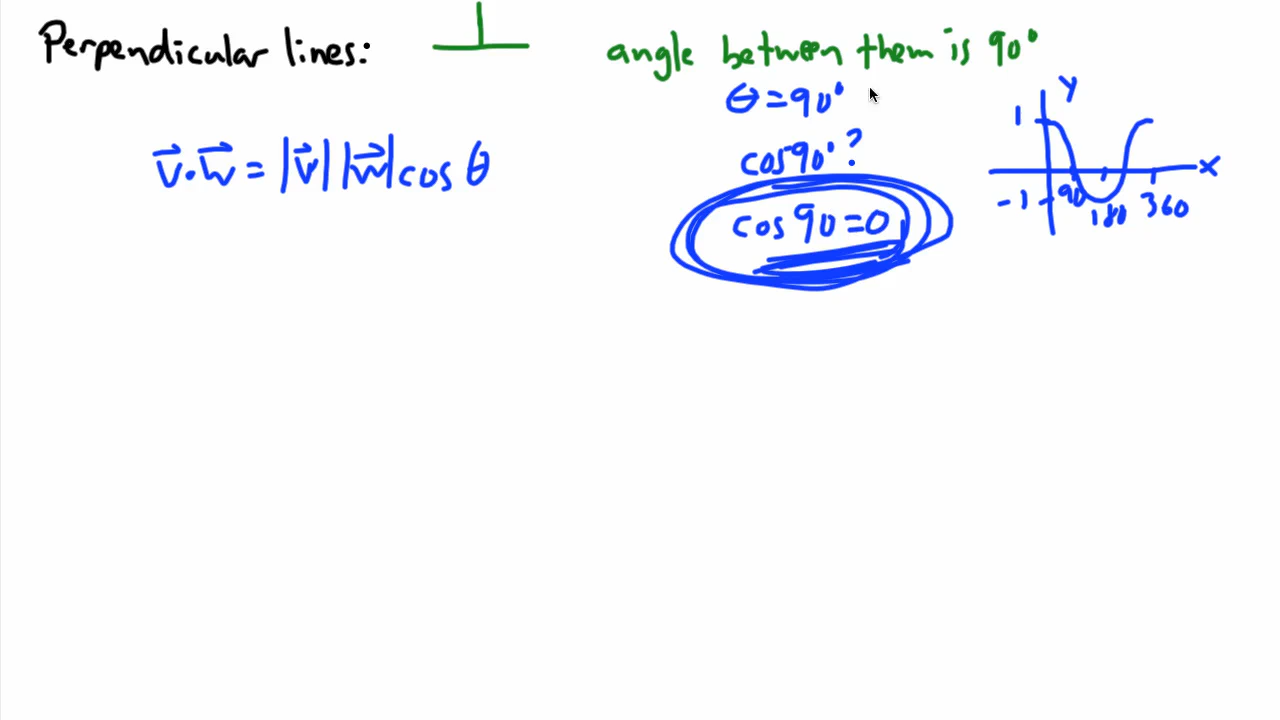 Perpendicular lines:
angle between them is 90°
θ = 90°
cos 90°?
cos 90 = 0
v⃗·w⃗ = |v⃗| |w⃗| cos θ
y
1
x
-1
90
180
360